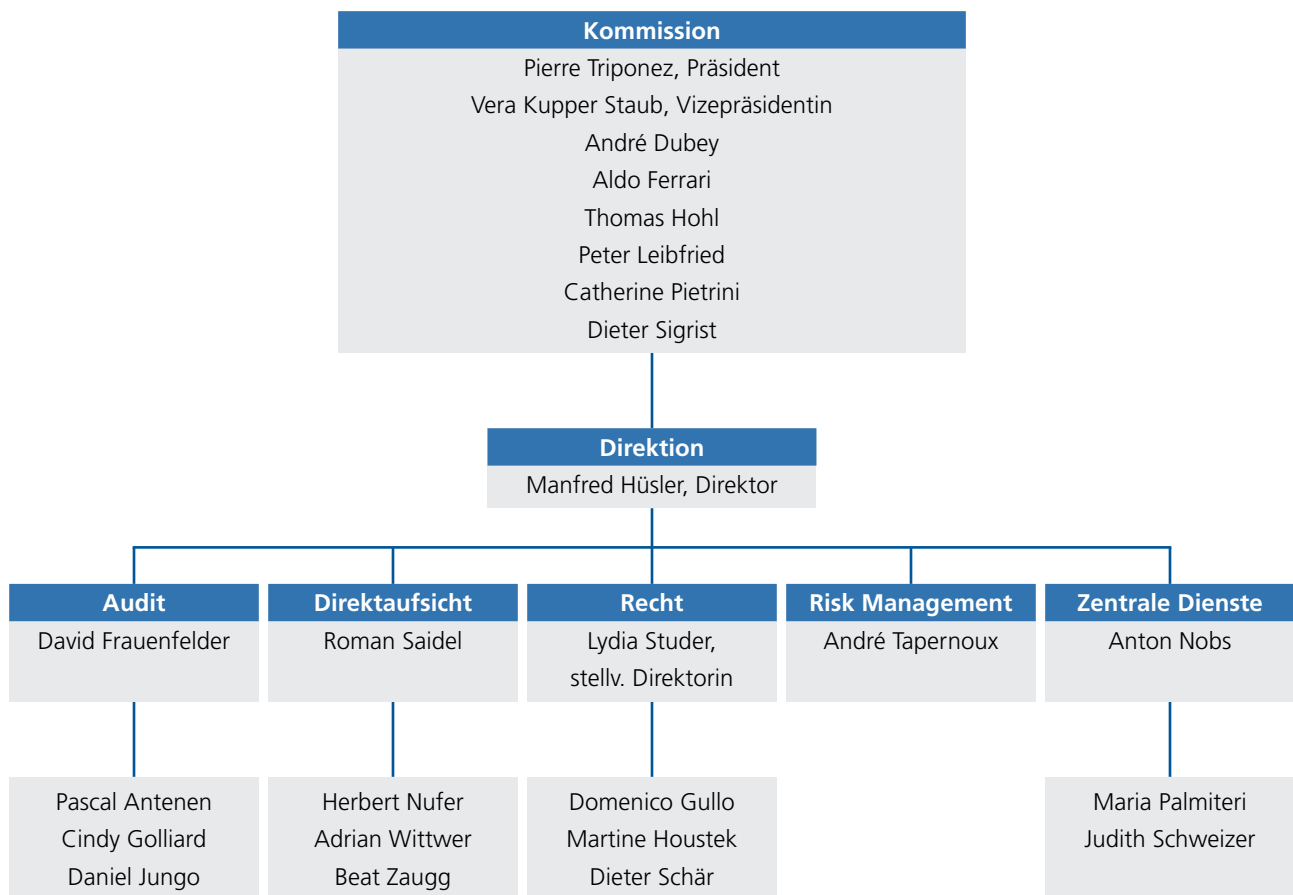 Kommission
Pierre Triponez, Präsident
Vera Kupper Staub, Vizepräsidentin
André Dubey
Aldo Ferrari
Thomas Hohl
Peter Leibfried
Catherine Pietrini
Dieter Sigrist
Direktion
Manfred Hüsler, Direktor
Audit
David Frauenfelder
Pascal Antenen
Cindy Golliard
Daniel Jungo
Direktaufsicht
Roman Saidel
Herbert Nufer
Adrian Wittwer
Beat Zaugg
Recht
Lydia Studer,
stellv. Direktorin
Domenico Gullo
Martine Houstek
Dieter Schär
Risk Management
André Tapernoux
Zentrale Dienste
Anton Nobs
Maria Palmiteri
Judith Schweizer